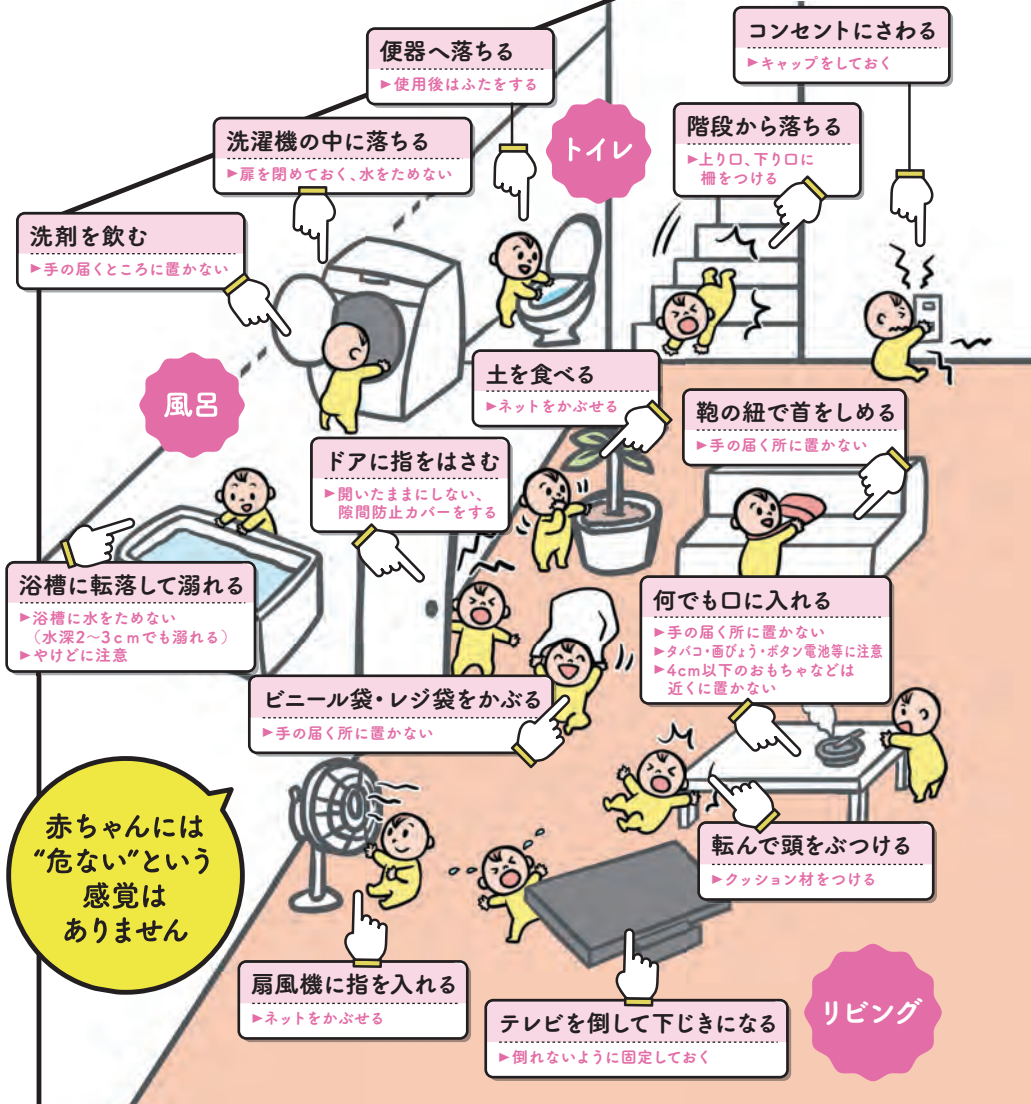 コンセントにさわる
▶キャップをしておく
便器へ落ちる
▶使用後はふたをする
トイレ
階段から落ちる
▶上り口、下り口に
柵をつける
洗濯機の中に落ちる
▶扉を閉めておく、水をためない
洗剤を飲む
▶手の届くところに置かない
風呂
土を食べる
▶ネットをかぶせる
鞄の紐で首をしめる
▶手の届く所に置かない
ドアに指をはさむ
▶開いたままにしない、
隙間防止カバーをする
浴槽に転落して溺れる
▶浴槽に水をためない
（水深2～3cmでも溺れる）
▶やけどに注意
何でも口に入れる
▶手の届く所に置かない
▶タバコ・画びょう・ボタン電池等に注意
▶4cm以下のおもちゃなどは
近くに置かない
ビニール袋・レジ袋をかぶる
▶手の届く所に置かない
赤ちゃんには
“危ない”という
感覚は
ありません
転んで頭をぶつける
▶クッション材をつける
扇風機に指を入れる
▶ネットをかぶせる
テレビを倒して下じきになる
▶倒れないように固定しておく
リビング